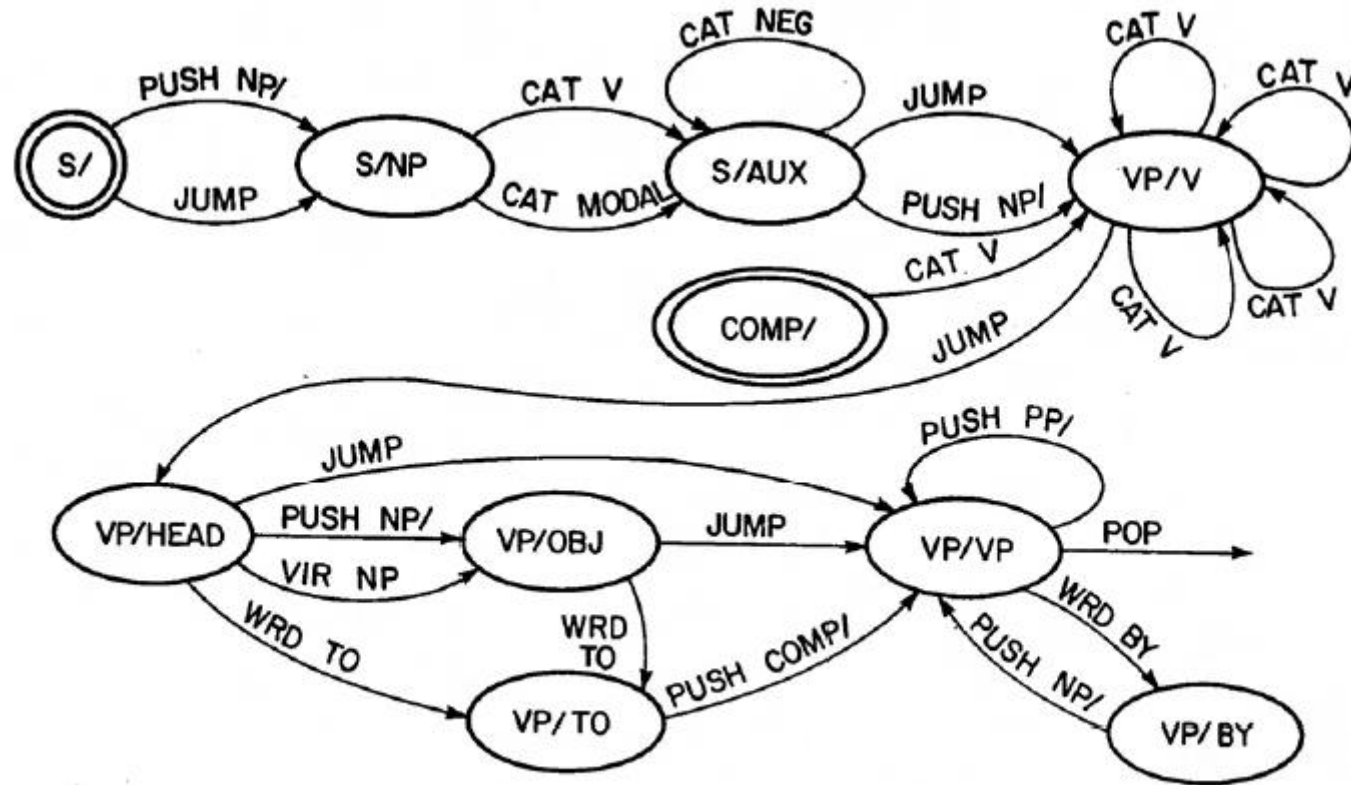 CAT NEG
CAT V
CAT V
PUSH NP/
CAT V
JUMP
S/
S/NP
S/AUX
VP/V
JUMP
CAT MODAL
PUSH NP/
CAT V
CAT V
CAT V
COMP/
JUMP
PUSH PP/
JUMP
VP/HEAD
PUSH NP/
VP/OBJ
JUMP
VP/VP
POP
VIR NP
WRD TO
WRD
TO
PUSH COMP/
WRD BY
PUSH NP/
VP/TO
VP/BY